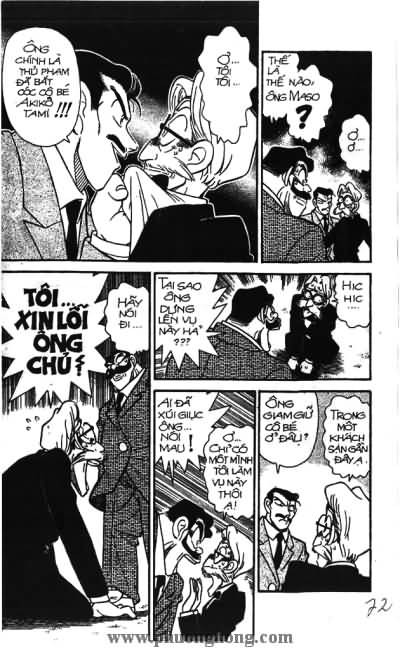 THẾ
LÀ
THẾ NÀO,
ÔNG MASO
?
Ơ...
Ơ...
Ơ...
TÔI
TÔI...
ÔNG
CHÍNH LÀ
THỦ PHẠM
ĐÃ BẮT
CÓC CÔ BÉ
AKIKÔ
TAMI
!!!
HIC
HIC
....
TẠI SAO
ÔNG
DỰNG
LÊN VỤ
NÀY HẢ
???
HÃY
NÓI
ĐI...
TÔI...
XIN LỖI
ÔNG
CHỦ!
TRONG
MỘT
KHÁCH
SẠN GẦN
ĐÂY Ạ.
ÔNG
GIAM GIỮ
CÔ BÉ
Ở ĐÂU?
Ơ...
CHỈ CÓ
MỘT MÌNH
TÔI LÀM
VỤ NÀY
THÔI
Ạ!
AI ĐÃ
XÚI GIỤC
ÔNG...
NÓI
MAU!
72
www.phuongtong.com